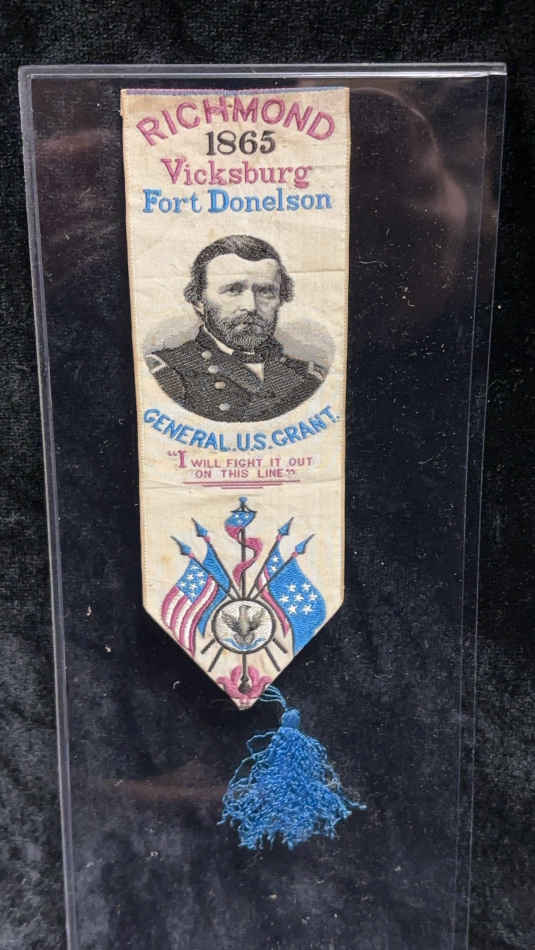 RICHMOND
1865
Vicksburg
Fort Donelson
GENERAL.U.S.GRANT.
"I WILL FIGHT IT OUT
ON THIS LINE"